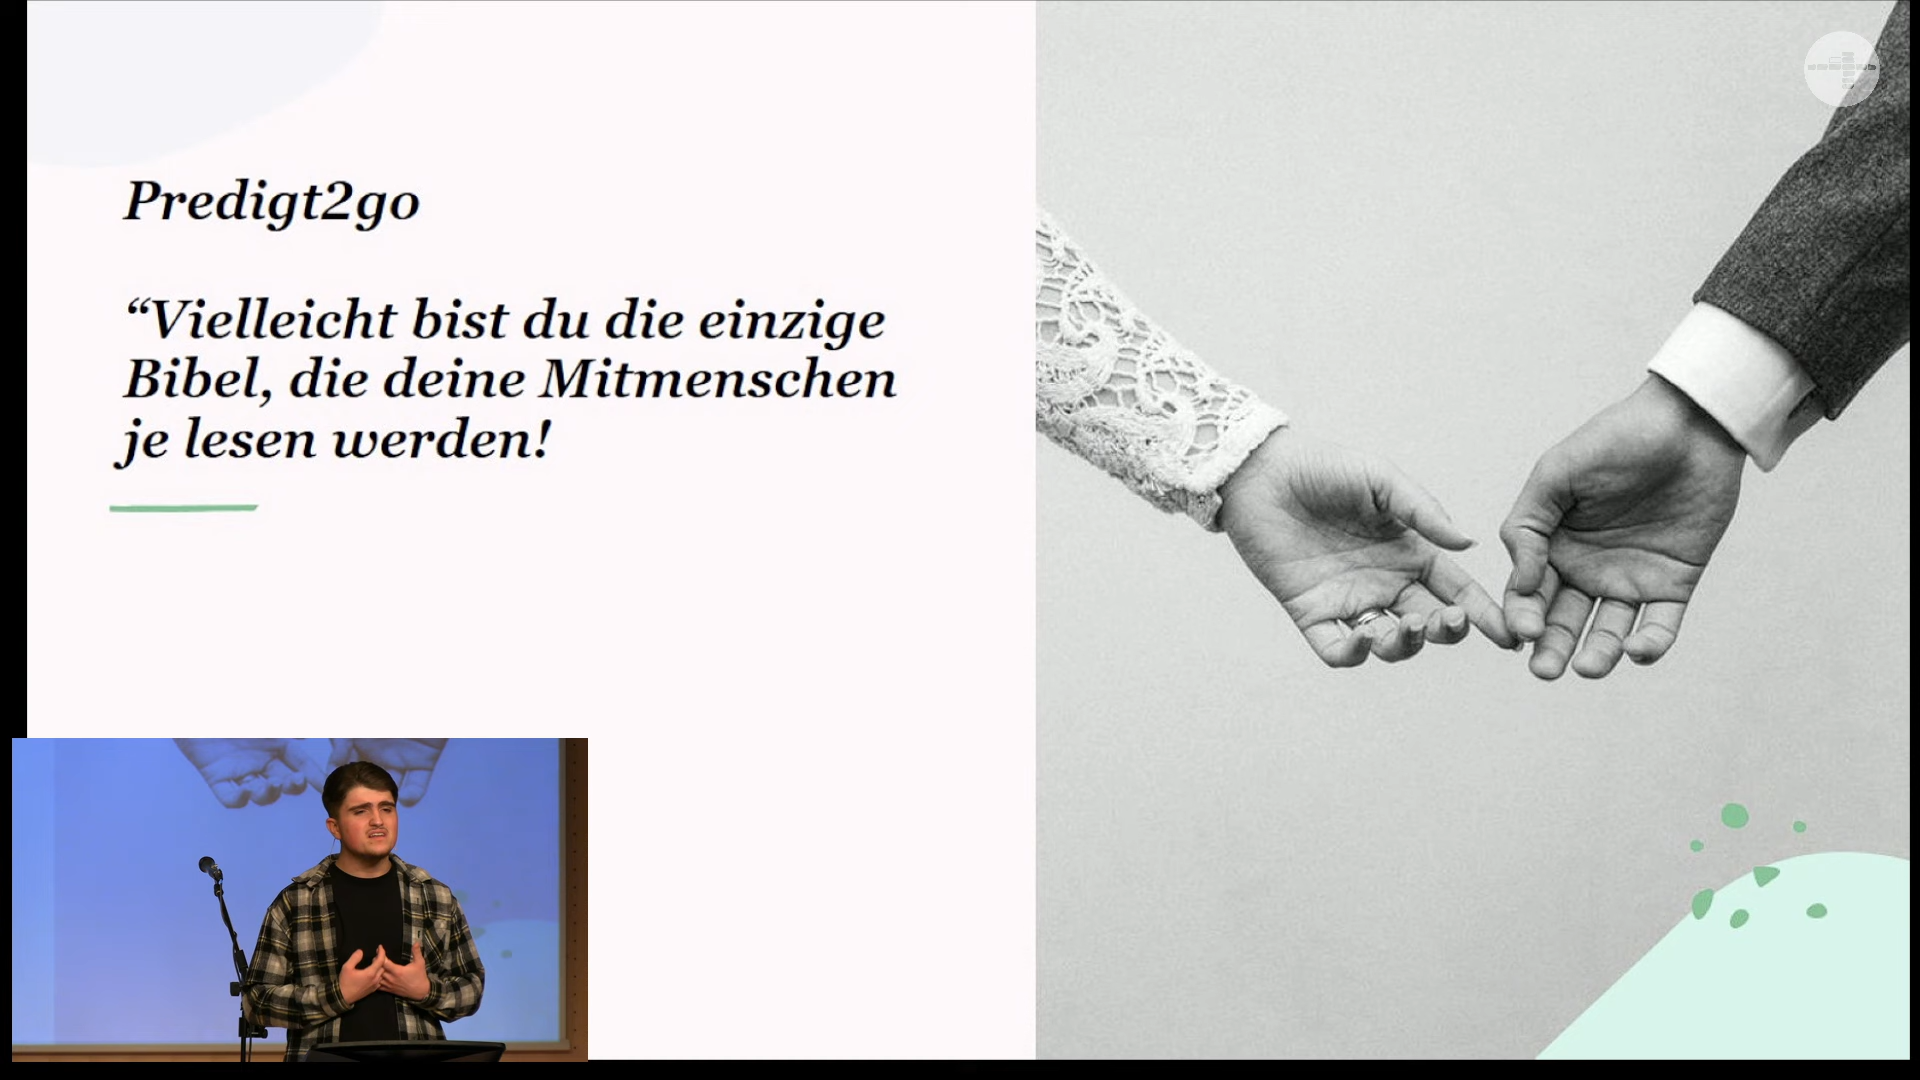 Predigt2go
“Vielleicht bist du die einzige
Bibel, die deine Mitmenschen
je lesen werden!